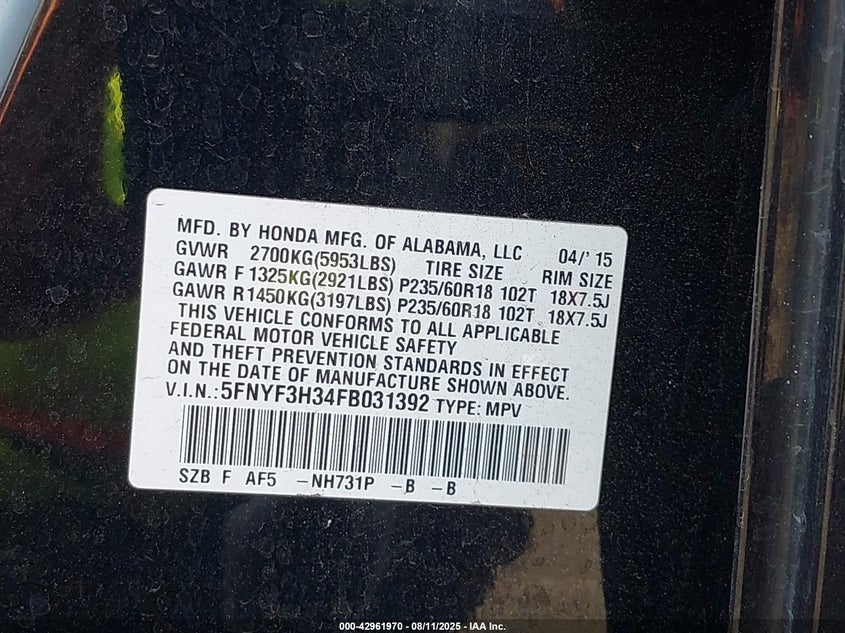 MFD. BY HONDA MFG. OF ALABAMA, LLC 04/'15
GVWR 2700KG(5953LBS) TIRE SIZE RIM SIZE
GAWR F 1325KG(2921LBS) P235/60R18 102T 18X7.5J
GAWR R1450KG(3197LBS) P235/60R18 102T 18X7.5J
THIS VEHICLE CONFORMS TO ALL APPLICABLE
FEDERAL MOTOR VEHICLE SAFETY
AND THEFT PREVENTION STANDARDS IN EFFECT
ON THE DATE OF MANUFACTURE SHOWN ABOVE.
V.I.N.:5FNYF3H34FB031392 TYPE: MPV
SZB F AF5 -NH731P -B -B
000-42961970 - 08/11/2025 - IAA Inc.